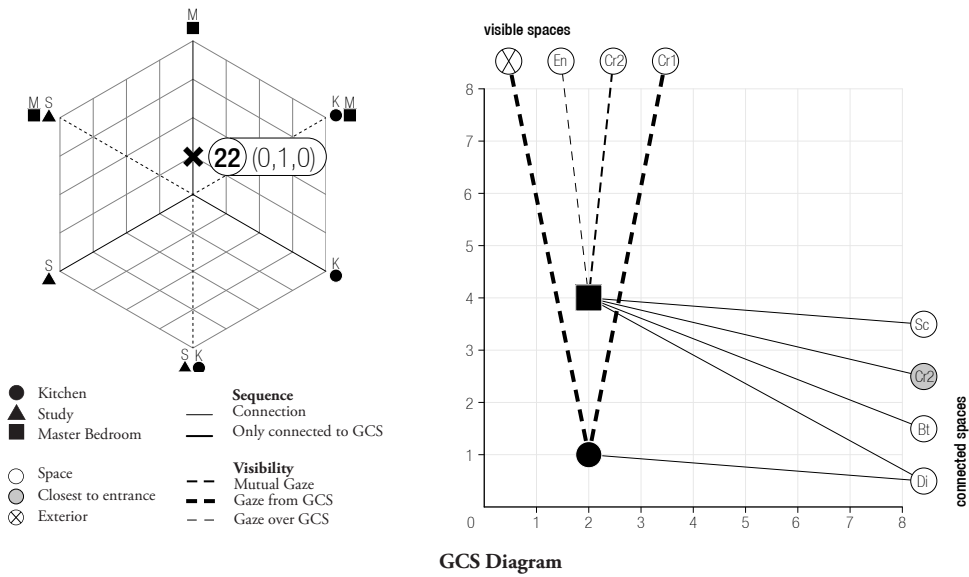 M
M S
K M
22 (0,1,0)
S
K
S K
Kitchen
Study
Master Bedroom
Space
Closest to entrance
Exterior
Sequence
Connection
Only connected to GCS
Visibility
Mutual Gaze
Gaze from GCS
Gaze over GCS
visible spaces
En Cr2 Cr1
8
7
6
5
4
3
2
1
0 1 2 3 4 5 6 7 8
Sc
Cr2
Bt
Di
connected spaces
GCS Diagram